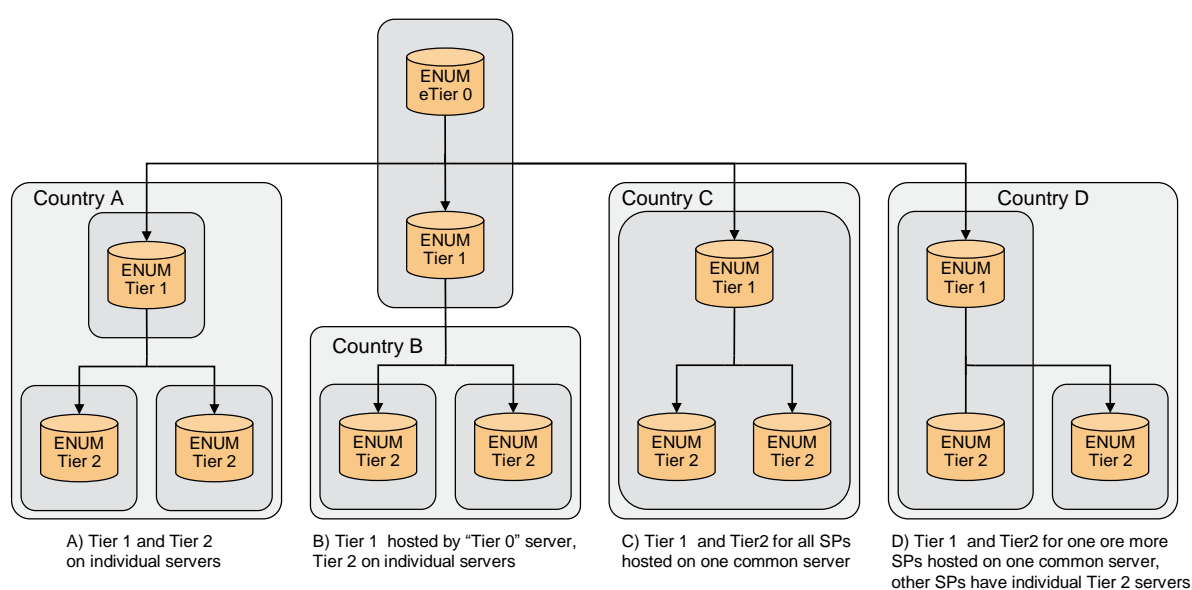 ENUM
eTier 0
Country A
ENUM
Tier 1
ENUM
Tier 2
ENUM
Tier 2
ENUM
Tier 1
Country B
ENUM
Tier 2
ENUM
Tier 2
Country C
ENUM
Tier 1
ENUM
Tier 2
ENUM
Tier 2
Country D
ENUM
Tier 1
ENUM
Tier 2
ENUM
Tier 2
A) Tier 1 and Tier 2
on individual servers
B) Tier 1 hosted by “Tier 0” server,
Tier 2 on individual servers
C) Tier 1 and Tier2 for all SPs
hosted on one common server
D) Tier 1 and Tier2 for one ore more
SPs hosted on one common server,
other SPs have individual Tier 2 servers